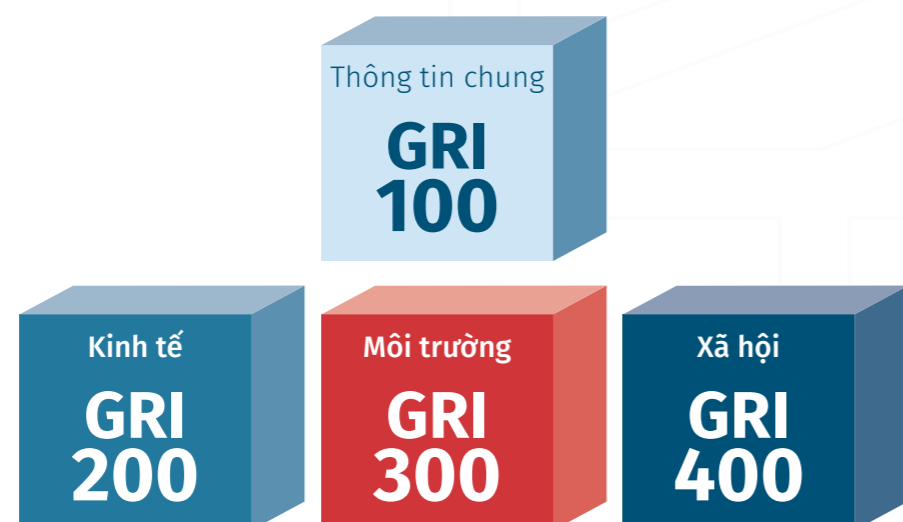 Thông tin chung
GRI
100
Kinh tế
GRI
200
Môi trường
GRI
300
Xã hội
GRI
400